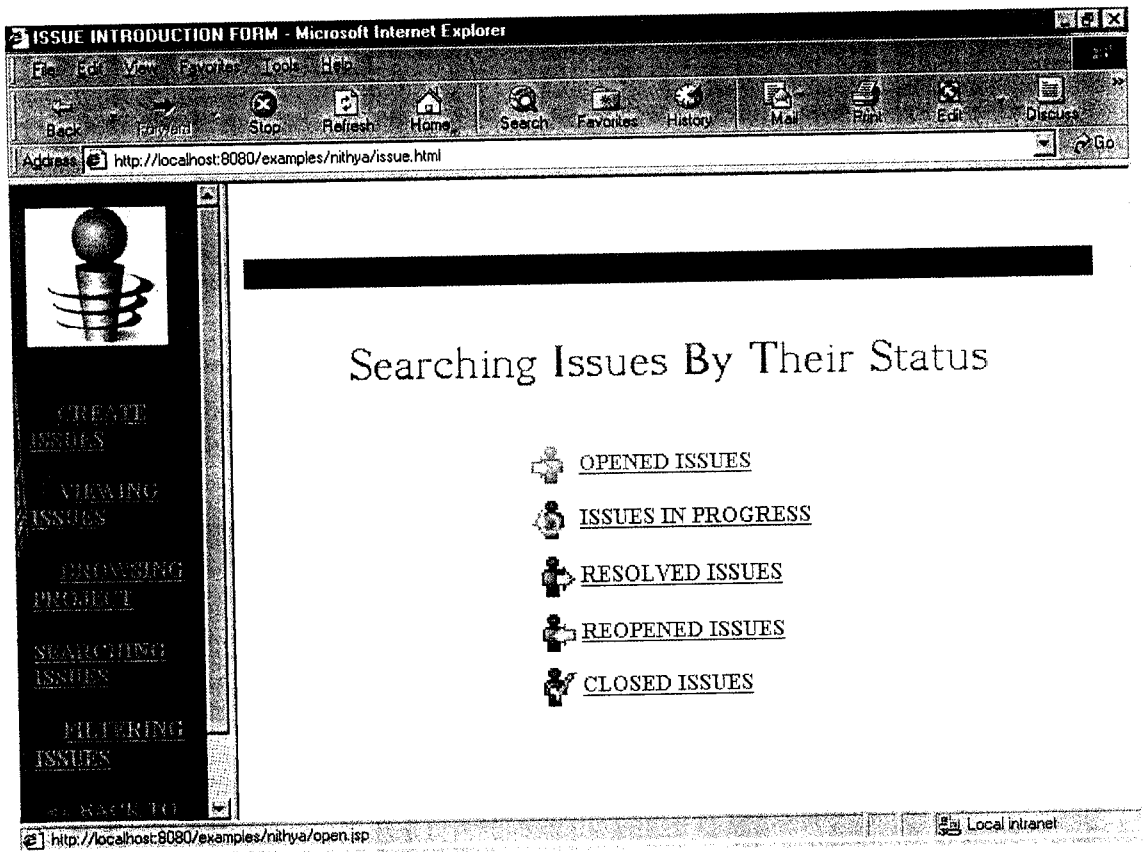 ISSUE INTRODUCTION FORM - Microsoft Internet Explorer
File Edit View Favorites Tools Help
Back Forward Stop Refresh Home Search Favorites History Mail Print Edit Discuss
Address http://localhost:8080/examples/nithya/issue.html Go
Searching Issues By Their Status
CREATE
ISSUES
VIEWING
ISSUES
BROWSING
PROJECT
SEARCHING
ISSUES
FILTERING
ISSUES
BACK TO
OPENED ISSUES
ISSUES IN PROGRESS
RESOLVED ISSUES
REOPENED ISSUES
CLOSED ISSUES
http://localhost:8080/examples/nithya/open.jsp
Local intranet